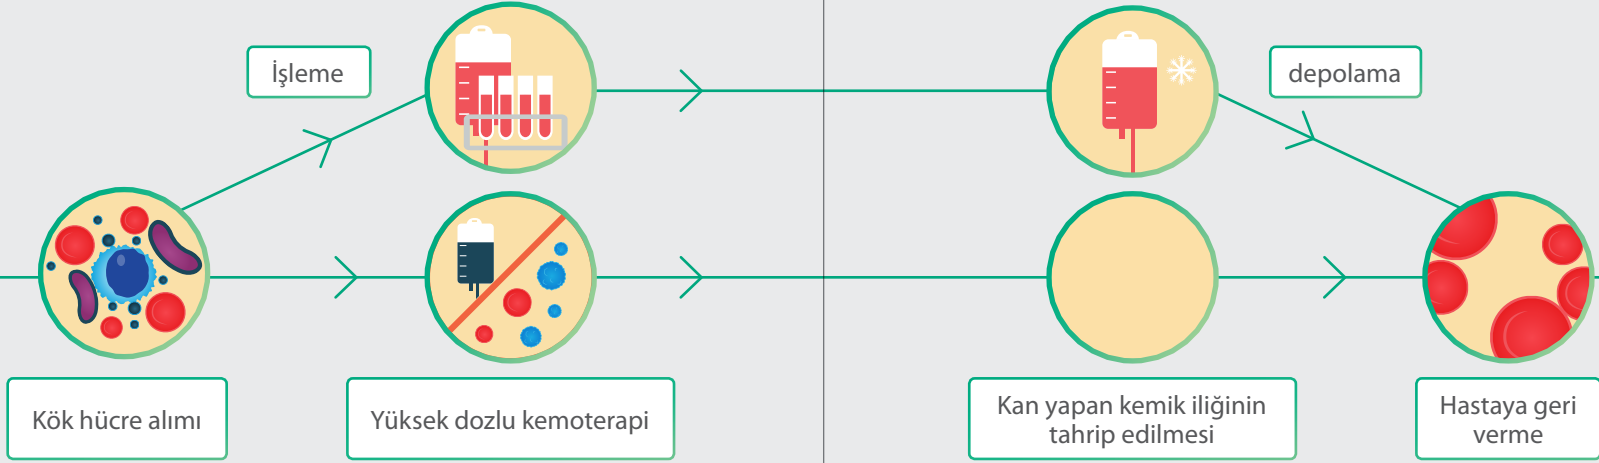 İşleme
depolama
Kök hücre alımı
Yüksek dozlu kemoterapi
Kan yapan kemik iliğinin
tahrip edilmesi
Hastaya geri
verme